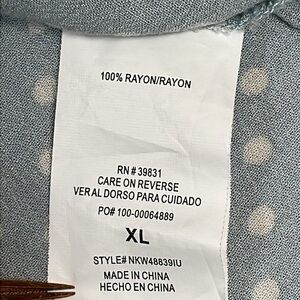 100% RAYON/RAYON
RN # 39831
CARE ON REVERSE
VER AL DORSO PARA CUIDADO
PO# 100-00064889
XL
STYLE# NKW48839IU
MADE IN CHINA
HECHO EN CHINA